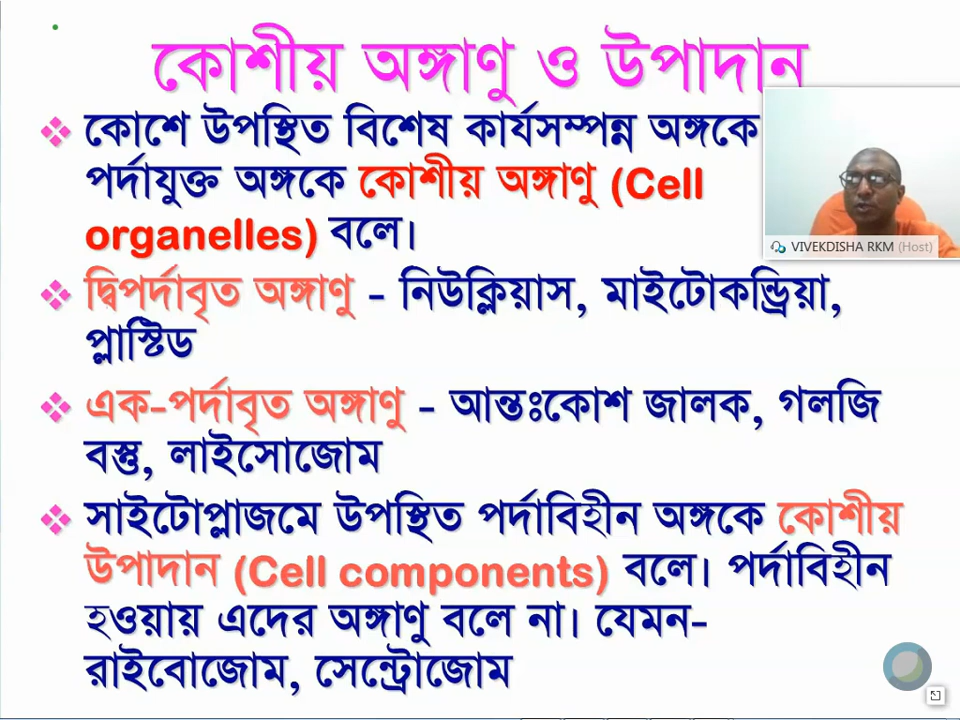 কোশীয় অঙ্গাণু ও উপাদান
❖ কোশে উপস্থিত বিশেষ কার্যসম্পন্ন অঙ্গকে
পর্দাযুক্ত অঙ্গকে কোশীয় অঙ্গাণু (Cell
organelles) বলে।
VIVEKDISHA RKM (Host)
❖ দ্বিপর্দাবৃত অঙ্গাণু - নিউক্লিয়াস, মাইটোকন্ড্রিয়া,
প্লাস্টিড
❖ এক-পর্দাবৃত অঙ্গাণু - আন্তঃকোশ জালক, গলজি
বস্তু, লাইসোজোম
❖ সাইটোপ্লাজমে উপস্থিত পর্দাবিহীন অঙ্গকে কোশীয়
উপাদান (Cell components) বলে। পর্দাবিহীন
হওয়ায় এদের অঙ্গাণু বলে না। যেমন-
রাইবোজোম, সেন্ট্রোজোম